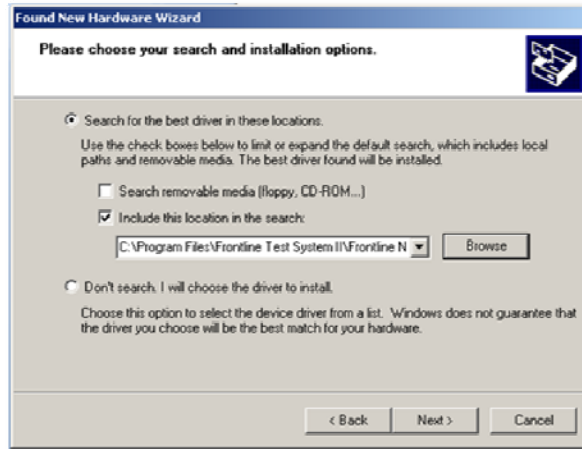 Found New Hardware Wizard
Please choose your search and installation options.
Search for the best driver in these locations.
Use the check boxes below to limit or expand the default search, which includes local
paths and removable media. The best driver found will be installed.
Search removable media (floppy, CD-ROM...)
Include this location in the search:
C:\Program Files\Frontline Test System II\Frontline N
Browse
Don't search. I will choose the driver to install.
Choose this option to select the device driver from a list. Windows does not guarantee that
the driver you choose will be the best match for your hardware.
< Back Next > Cancel